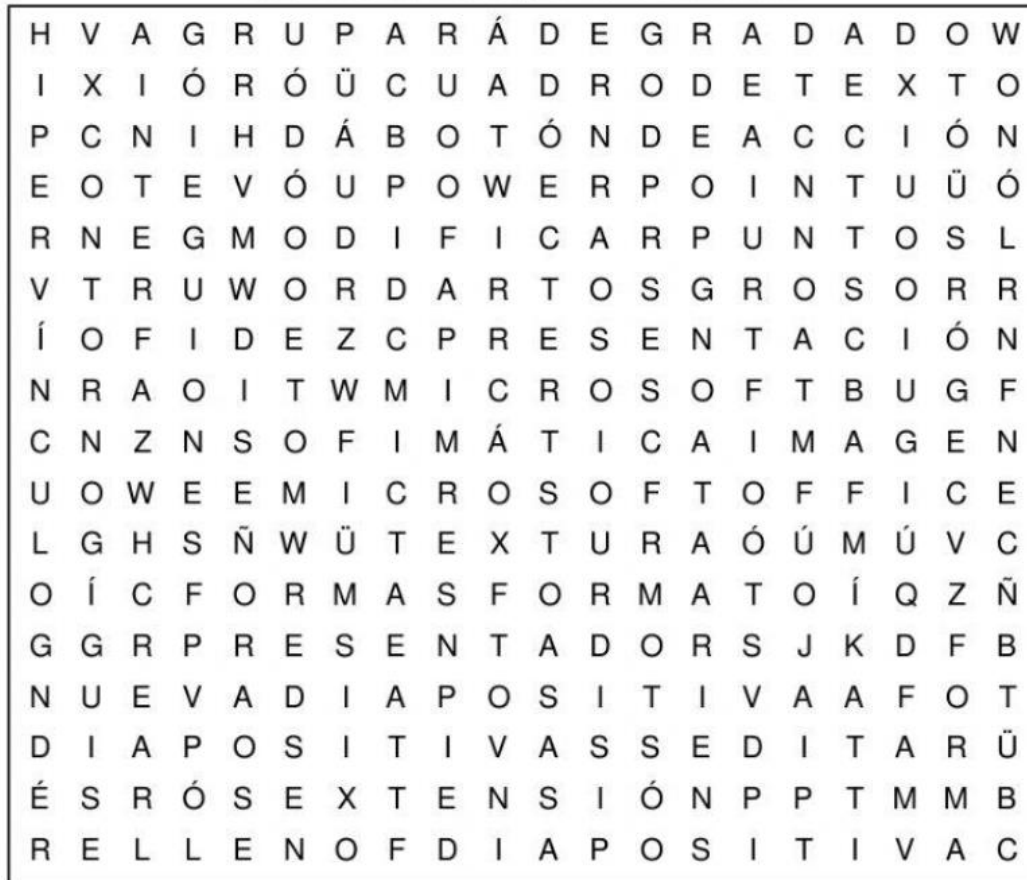 H V A G R U P A R Á D E G R A D A D O W
I X I Ó R Ó Ü C U A D R O D E T E X T O
P C N I H D Á B O T Ó N D E A C C I Ó N
E O T E V Ó U P O W E R P O I N T U Ü Ó
R N E G M O D I F I C A R P U N T O S L
V T R U W O R D A R T O S G R O S O R R
Í O F I D E Z C P R E S E N T A C I Ó N
N R A O I T W M I C R O S O F T B U G F
C N Z N S O F I M Á T I C A I M A G E N
U O W E E M I C R O S O F T O F F I C E
L G H S Ñ W Ü T E X T U R A Ó Ú M Ú V C
O Í C F O R M A S F O R M A T O Í Q Z Ñ
G G R P R E S E N T A D O R S J K D F B
N U E V A D I A P O S I T I V A A F O T
D I A P O S I T I V A S S E D I T A R Ü
É S R Ó S E X T E N S I Ó N P P T M M B
R E L L E N O F D I A P O S I T I V A C